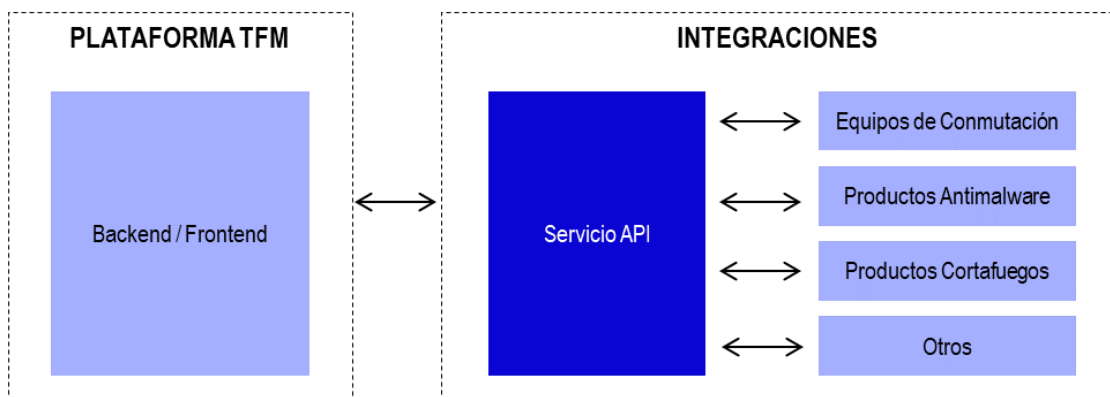 PLATAFORMA TFM
INTEGRACIONES
Backend / Frontend
Servicio API
Equipos de Conmutación
Productos Antimalware
Productos Cortafuegos
Otros